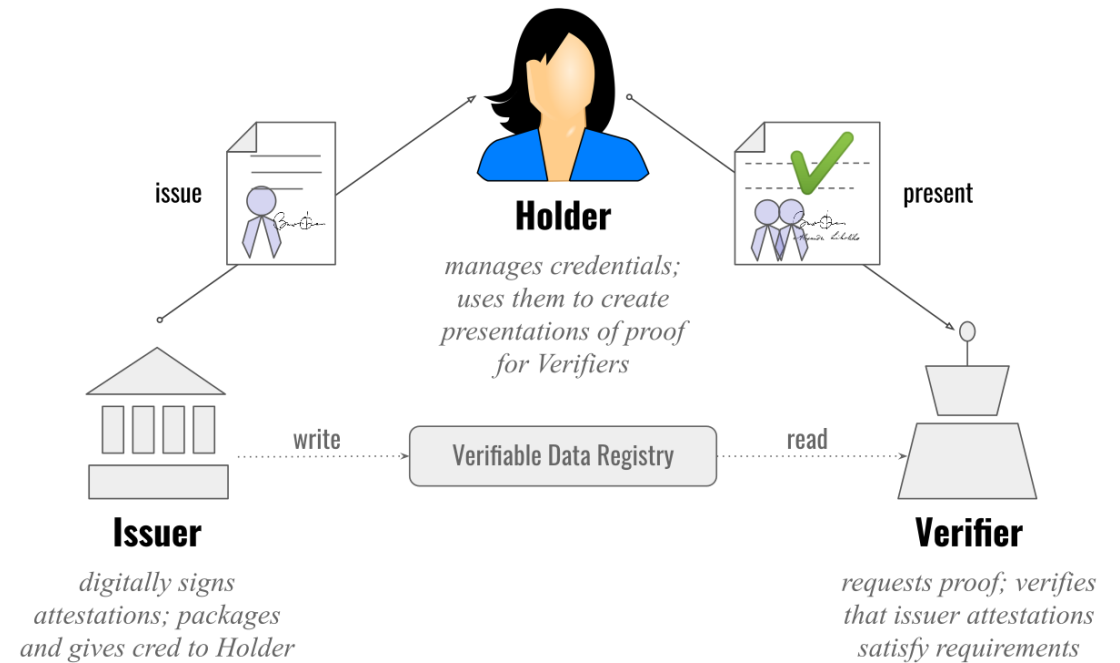 issue
present
Holder
manages credentials;
uses them to create
presentations of proof
for Verifiers
write
Verifiable Data Registry
read
Issuer
digitally signs
attestations; packages
and gives cred to Holder
Verifier
requests proof; verifies
that issuer attestations
satisfy requirements